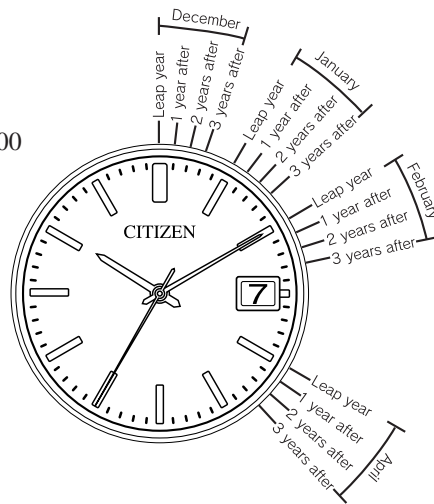 December
Leap year
1 year after
2 years after
3 years after
January
Leap year
1 year after
2 years after
3 years after
February
Leap year
1 year after
2 years after
3 years after
00
CITIZEN
7
Leap year
1 year after
2 years after
3 years after
April